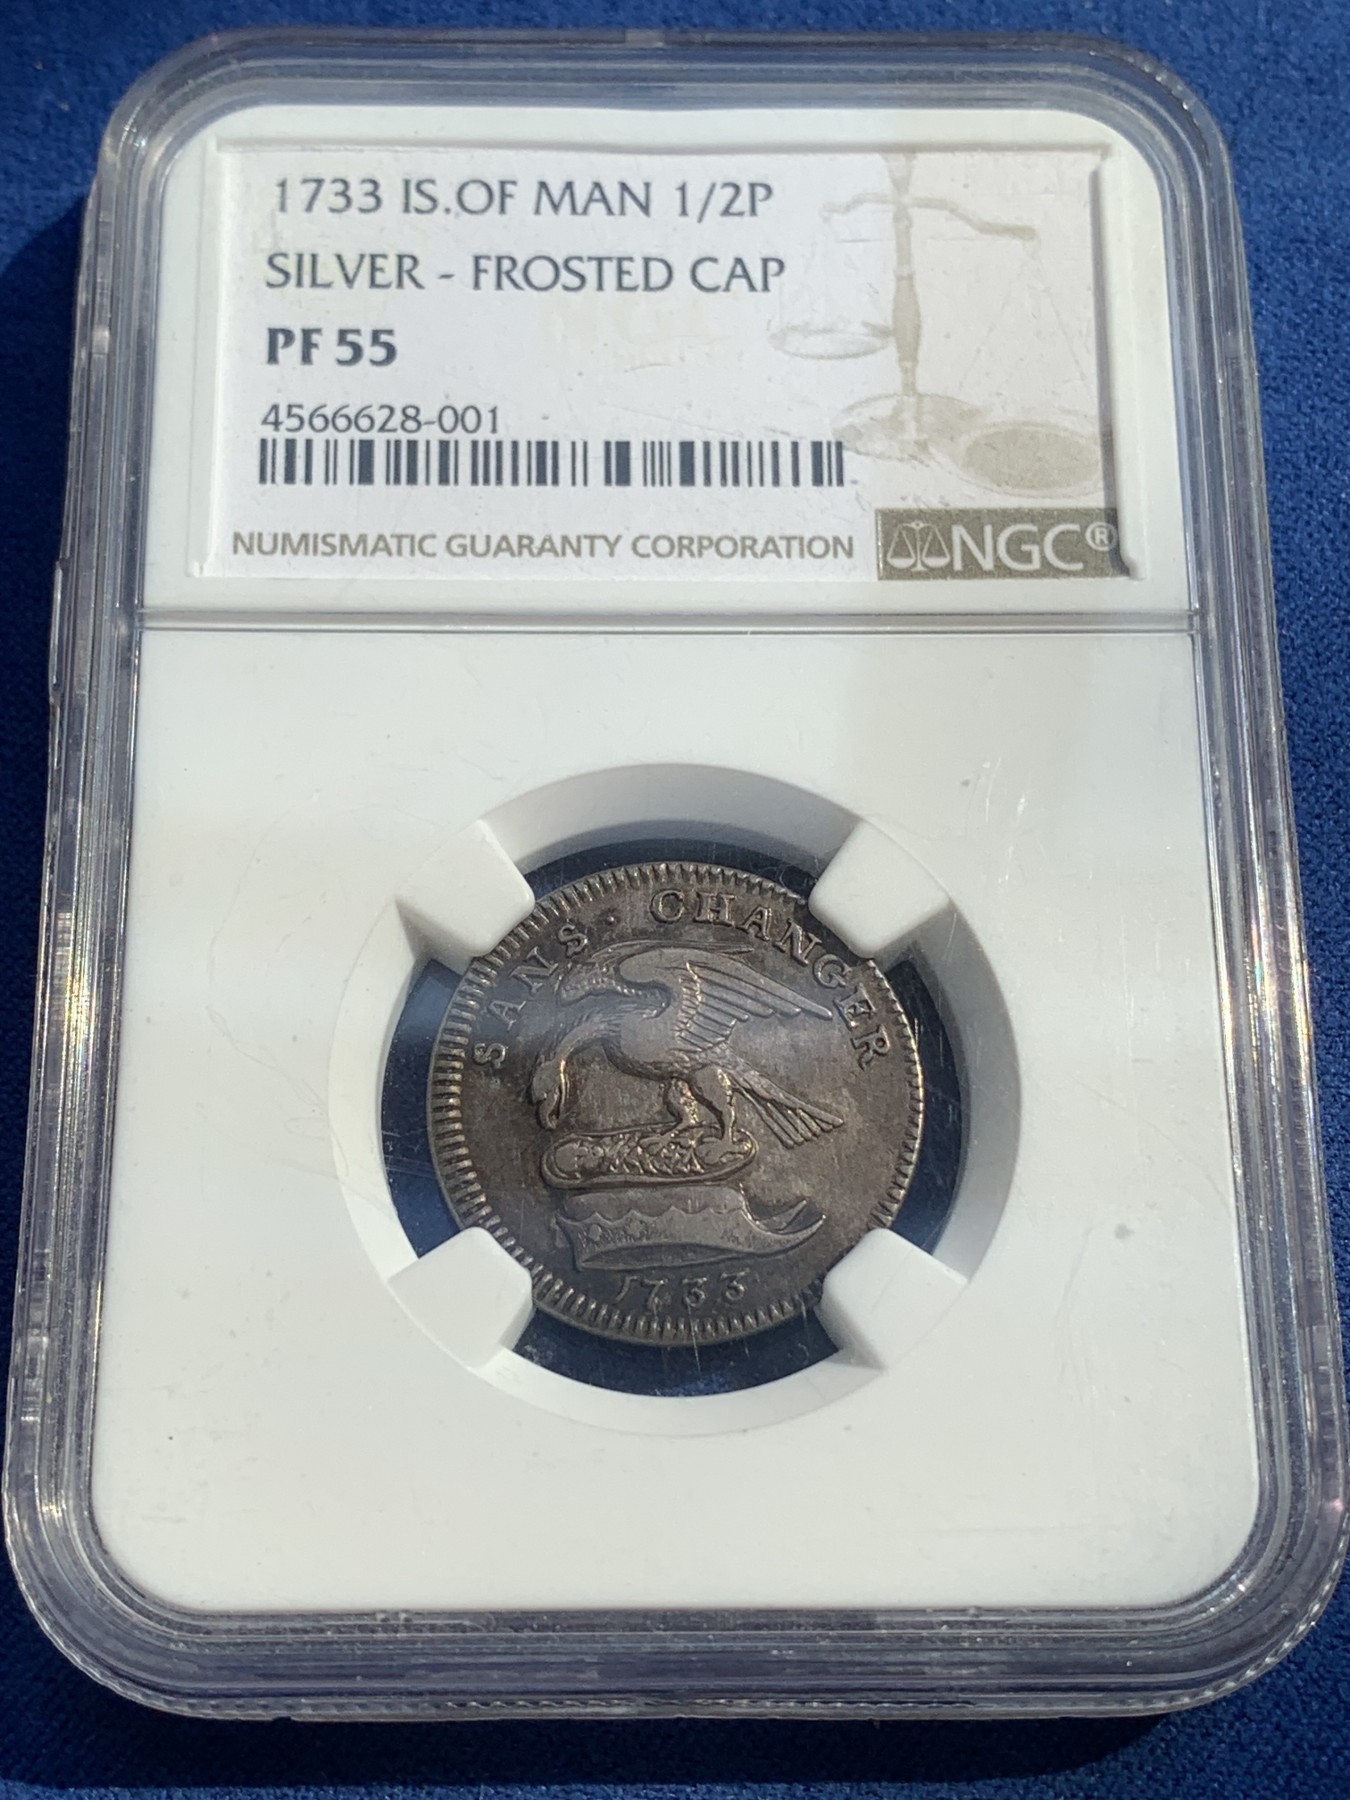 1733 IS.OF MAN 1/2P
SILVER - FROSTED CAP
PF 55
4566628-001
NUMISMATIC GUARANTY CORPORATION NGC®
SANS · CHANGER
1733